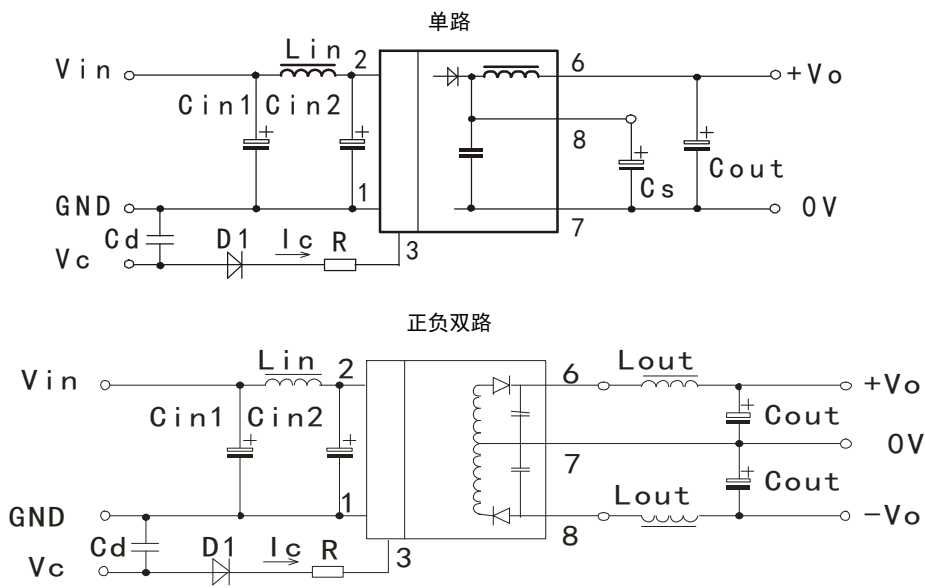 单路
Vin Lin 2 6 +Vo
Cin1 Cin2 + + 8 + + Cout
Cs
GND 1 7 0V
Cd D1 Ic R 3
Vc
正负双路
Vin Lin 2 6 Lout +Vo
Cin1 Cin2 + Cout
+ + 7 0V
+ Cout
GND 1 8 Lout -Vo
Cd D1 Ic R 3
Vc